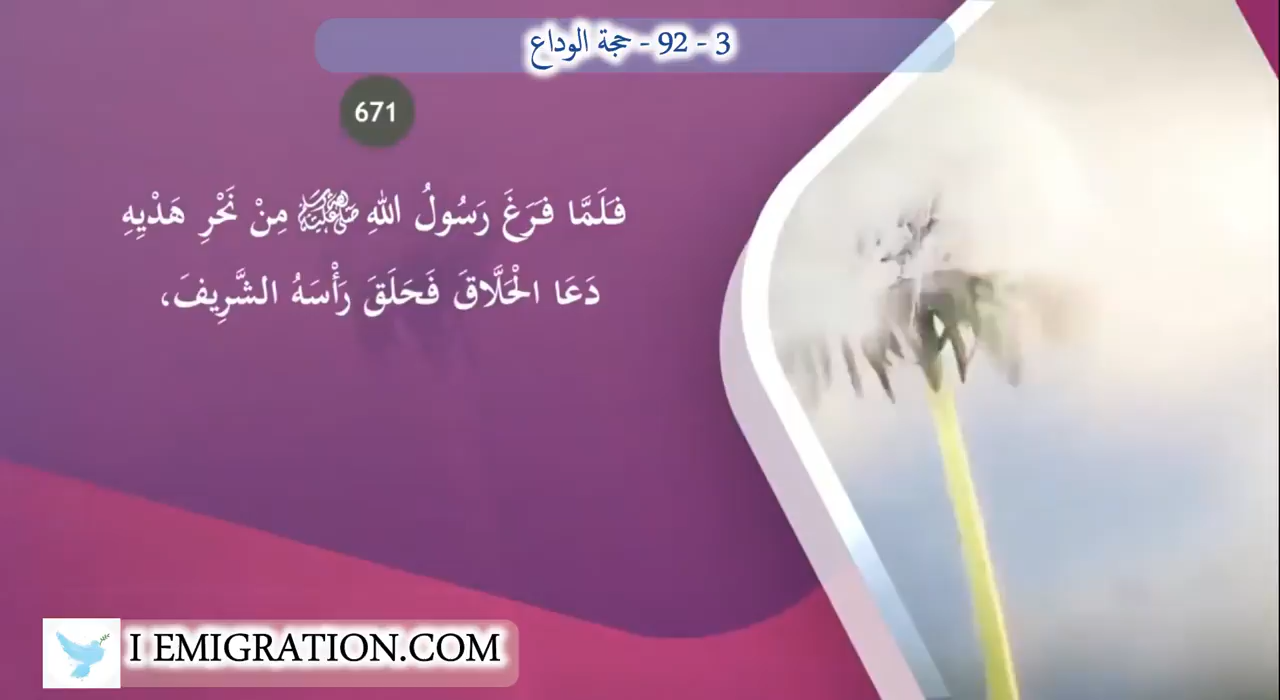 3 - 92 - حجة الوداع
671
فَلَمَّا فَرَغَ رَسُولُ اللهِ ﷺ مِنْ نَحْرِ هَدْيِهِ
دَعَا الْحَلَّاقَ فَحَلَقَ رَأْسَهُ الشَّرِيفَ،
I EMIGRATION.COM